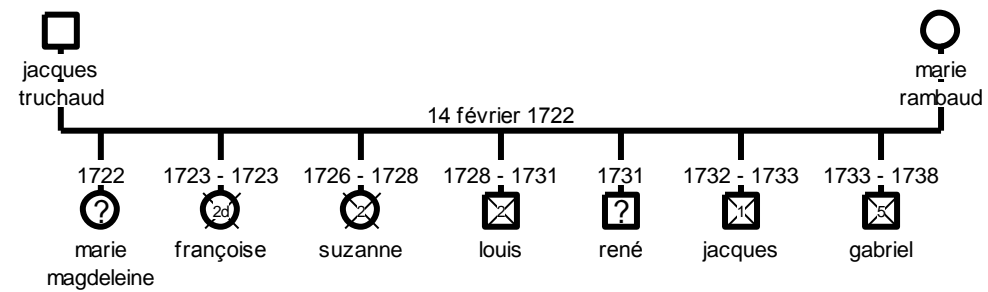 jacques
truchaud
marie
rambaud
14 février 1722
1722
1723 - 1723
1726 - 1728
1728 - 1731
1731
1732 - 1733
1733 - 1738
?
2d
2
2
?
1
5
marie
magdeleine
françoise
suzanne
louis
rené
jacques
gabriel